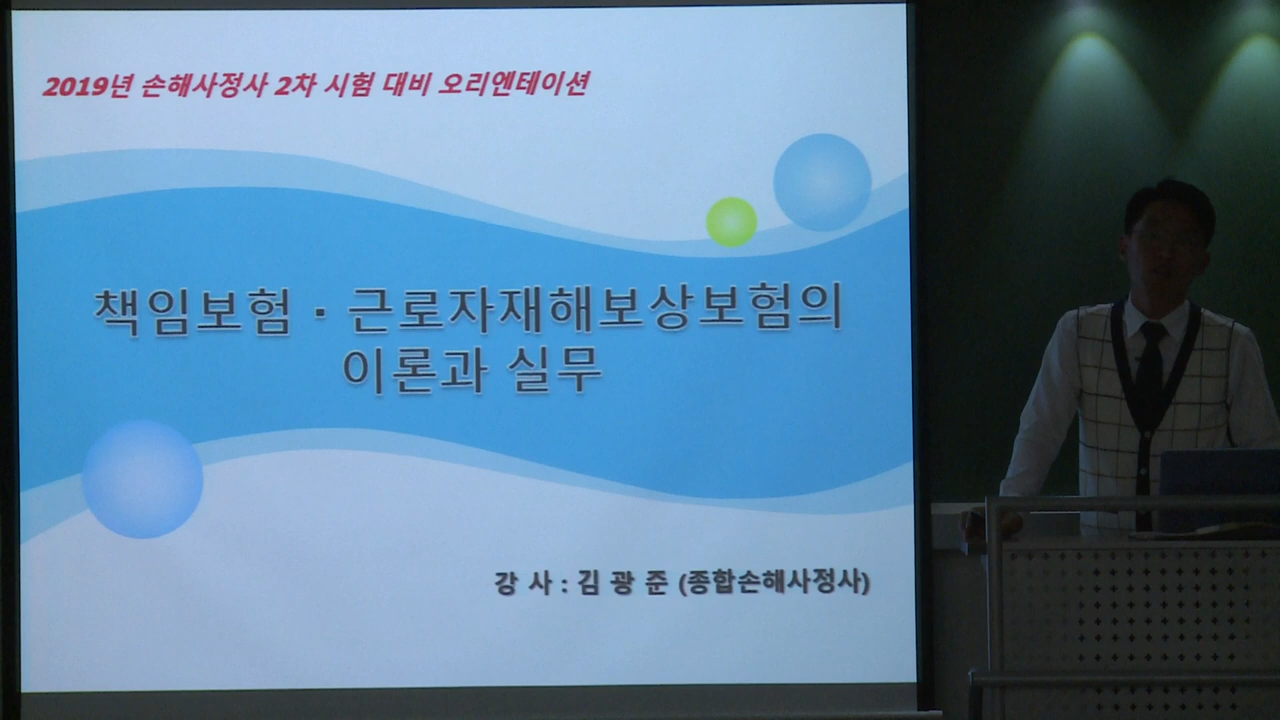 2019년 손해사정사 2차 시험 대비 오리엔테이션
책임보험 · 근로자재해보상보험의
이론과 실무
강 사 : 김 광 준 (종합손해사정사)